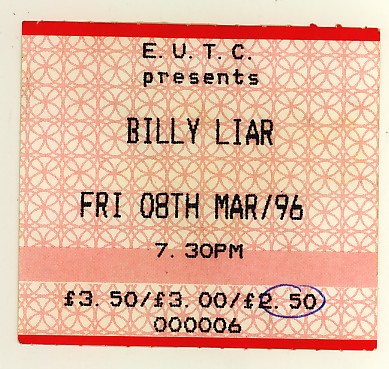 E. U. T. C.
presents
BILLY LIAR
FRI 08TH MAR/96
7. 30PM
£3. 50/£3. 00/£2. 50
000006